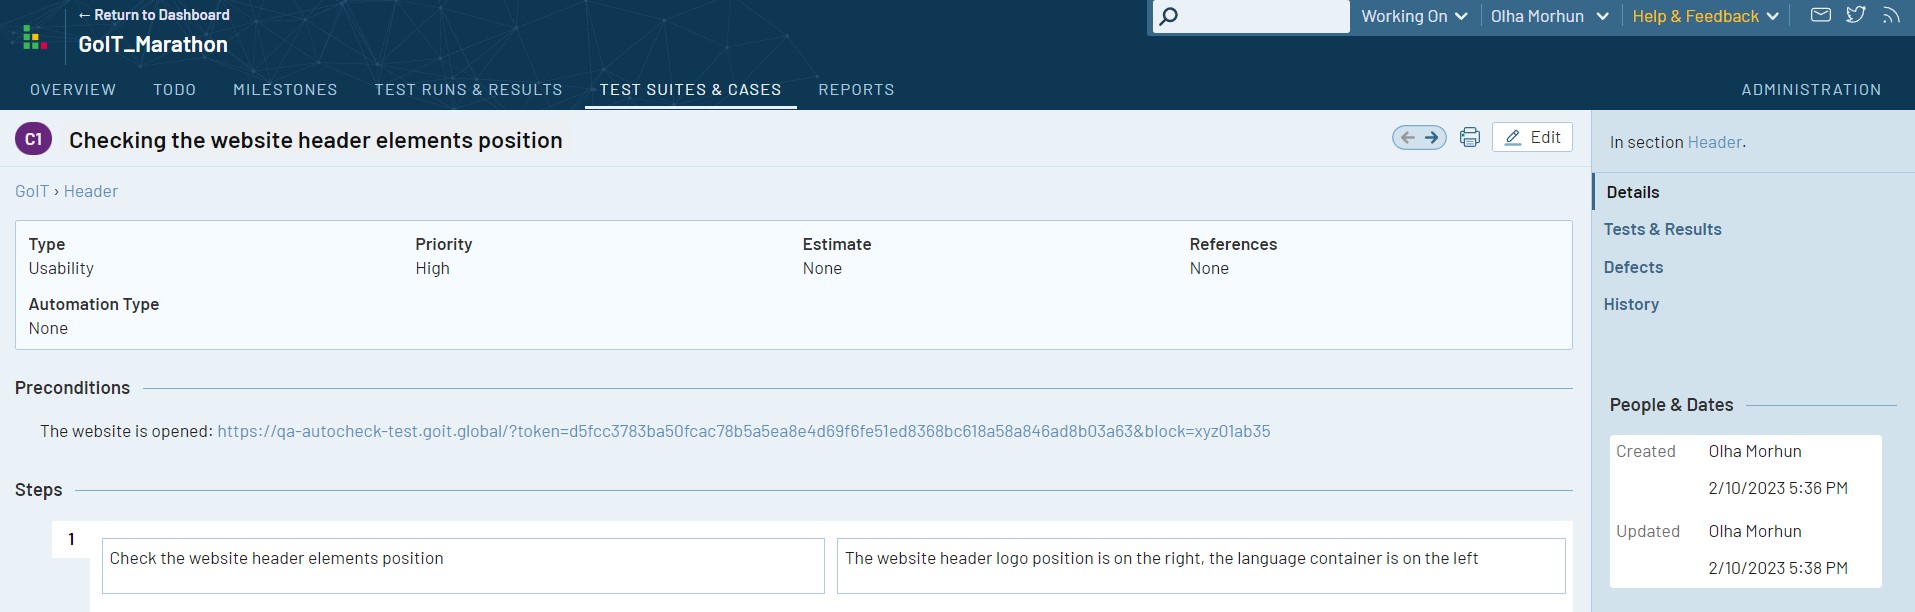 ← Return to Dashboard
GoIT_Marathon
Working On
Olha Morhun
Help & Feedback
OVERVIEW TODO MILESTONES TEST RUNS & RESULTS TEST SUITES & CASES REPORTS ADMINISTRATION
C1 Checking the website header elements position
← → Edit
GoIT › Header
Type Priority Estimate References
Usability High None None
Automation Type
None
Preconditions
The website is opened: https://qa-autocheck-test.goit.global/?token=d5fcc3783ba50fcac78b5a5ea8e4d69f6fe51ed8368bc618a58a846ad8b03a63&block=xyz01ab35
Steps
1
Check the website header elements position
The website header logo position is on the right, the language container is on the left
In section Header.
Details
Tests & Results
Defects
History
People & Dates
Created Olha Morhun
2/10/2023 5:36 PM
Updated Olha Morhun
2/10/2023 5:38 PM